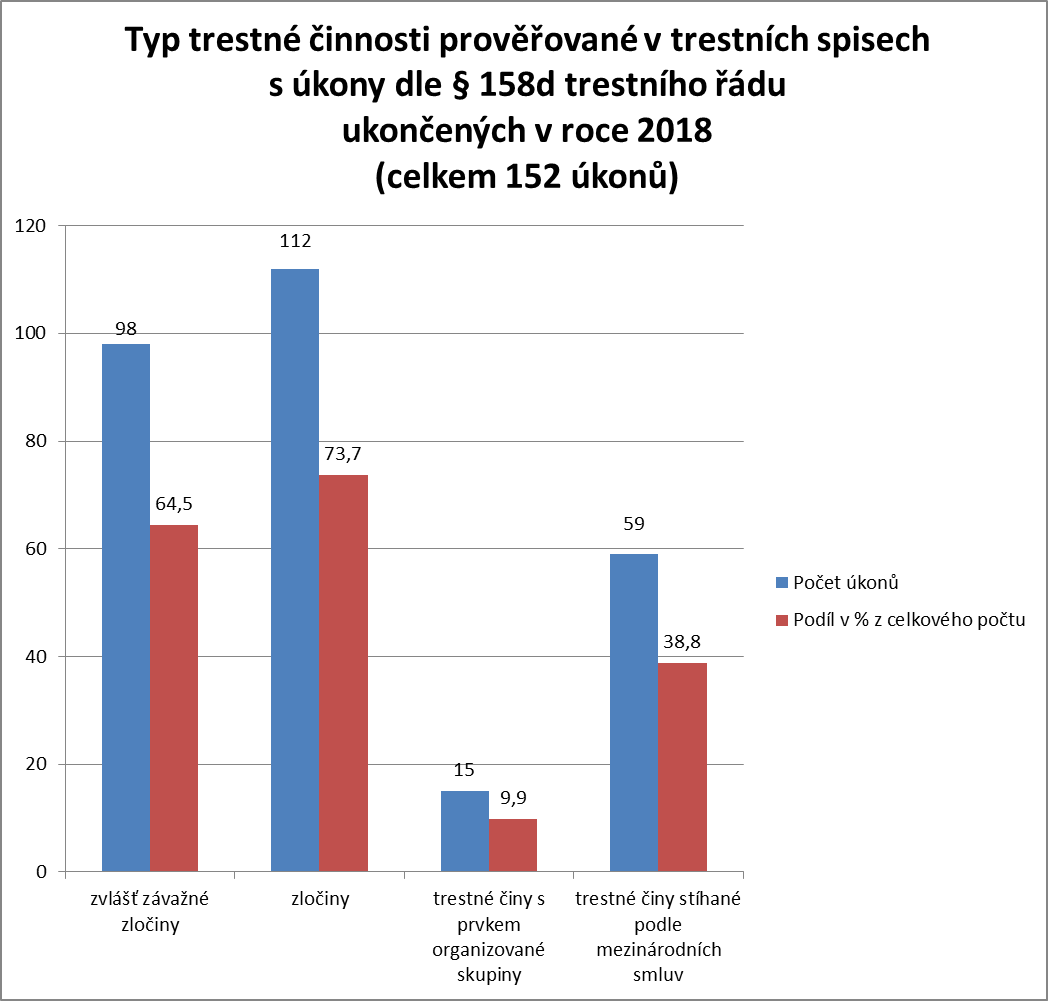 Typ trestné činnosti prověřované v trestních spisech
s úkony dle § 158d trestního řádu
ukončených v roce 2018
(celkem 152 úkonů)
120
100
80
60
40
20
0
98
64,5
112
73,7
15
9,9
59
38,8
zvlášť závažné
zločiny
zločiny
trestné činy s
prvkem
organizované
skupiny
trestné činy stíhané
podle
mezinárodních
smluv
Počet úkonů
Podíl v % z celkového počtu